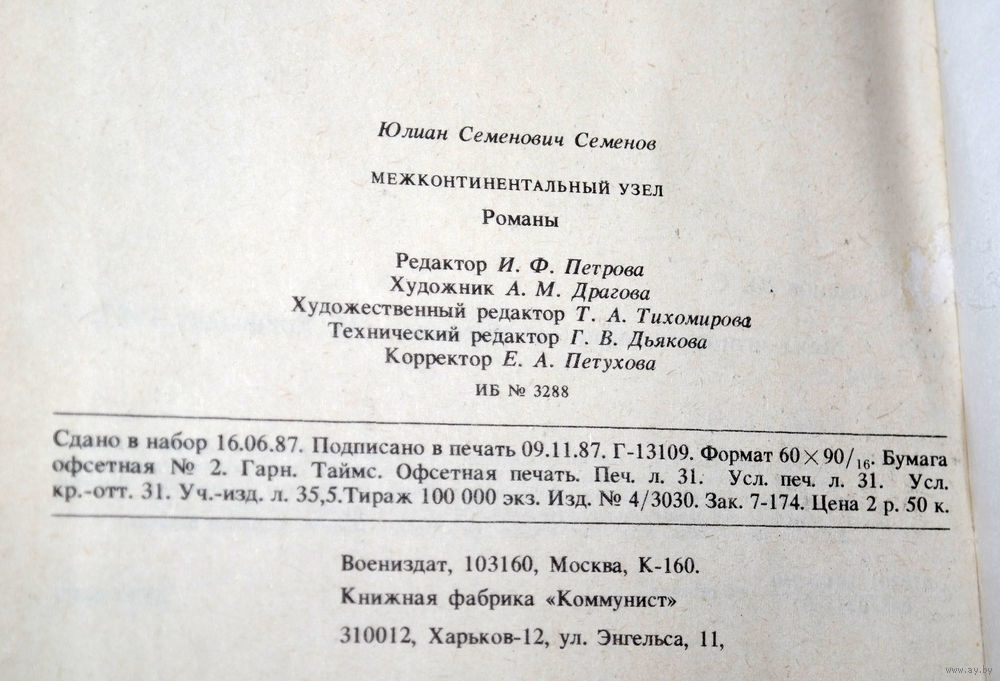 Юлиан Семенович Семенов
МЕЖКОНТИНЕНТАЛЬНЫЙ УЗЕЛ
Романы
Редактор И. Ф. Петрова
Художник А. М. Драгова
Художественный редактор Т. А. Тихомирова
Технический редактор Г. В. Дьякова
Корректор Е. А. Петухова
ИБ № 3288
Сдано в набор 16.06.87. Подписано в печать 09.11.87. Г-13109. Формат 60×90/16. Бумага
офсетная № 2. Гарн. Таймс. Офсетная печать. Печ. л. 31. Усл. печ. л. 31. Усл.
кр.-отт. 31. Уч.-изд. л. 35,5.Тираж 100 000 экз. Изд. № 4/3030. Зак. 7-174. Цена 2 р. 50 к.
Воениздат, 103160, Москва, К-160.
Книжная фабрика «Коммунист»
310012, Харьков-12, ул. Энгельса, 11,
www.ay.by